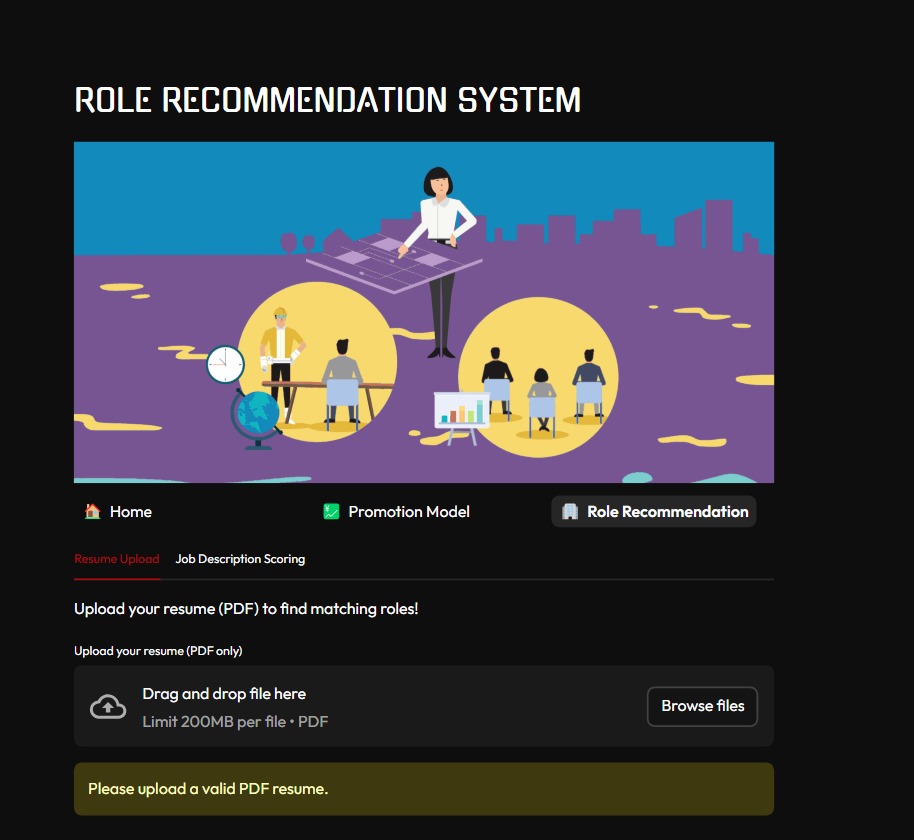 ROLE RECOMMENDATION SYSTEM
Home
Promotion Model
Role Recommendation
Resume Upload
Job Description Scoring
Upload your resume (PDF) to find matching roles!
Upload your resume (PDF only)
Drag and drop file here
Limit 200MB per file • PDF
Browse files
Please upload a valid PDF resume.